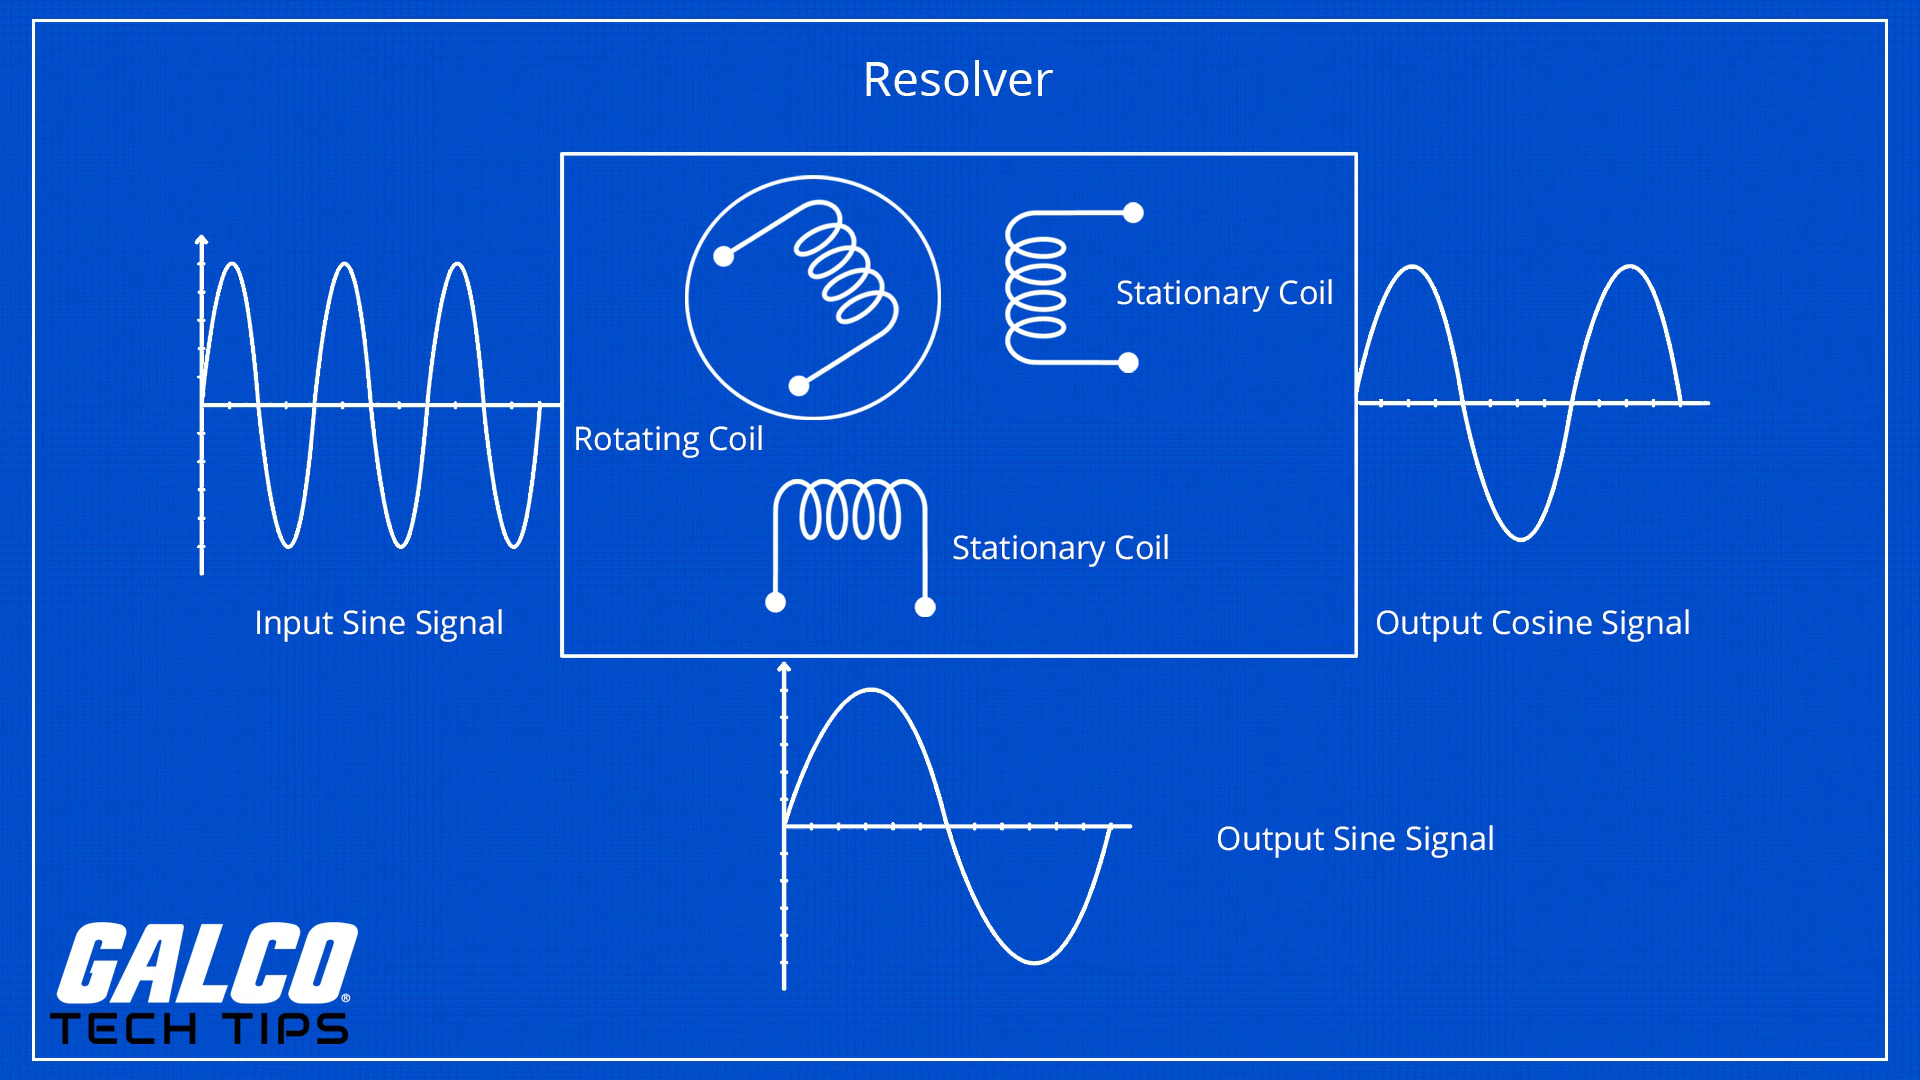 Resolver
Stationary Coil
Rotating Coil
Stationary Coil
Input Sine Signal
Output Cosine Signal
Output Sine Signal
GALCO®
TECH TIPS